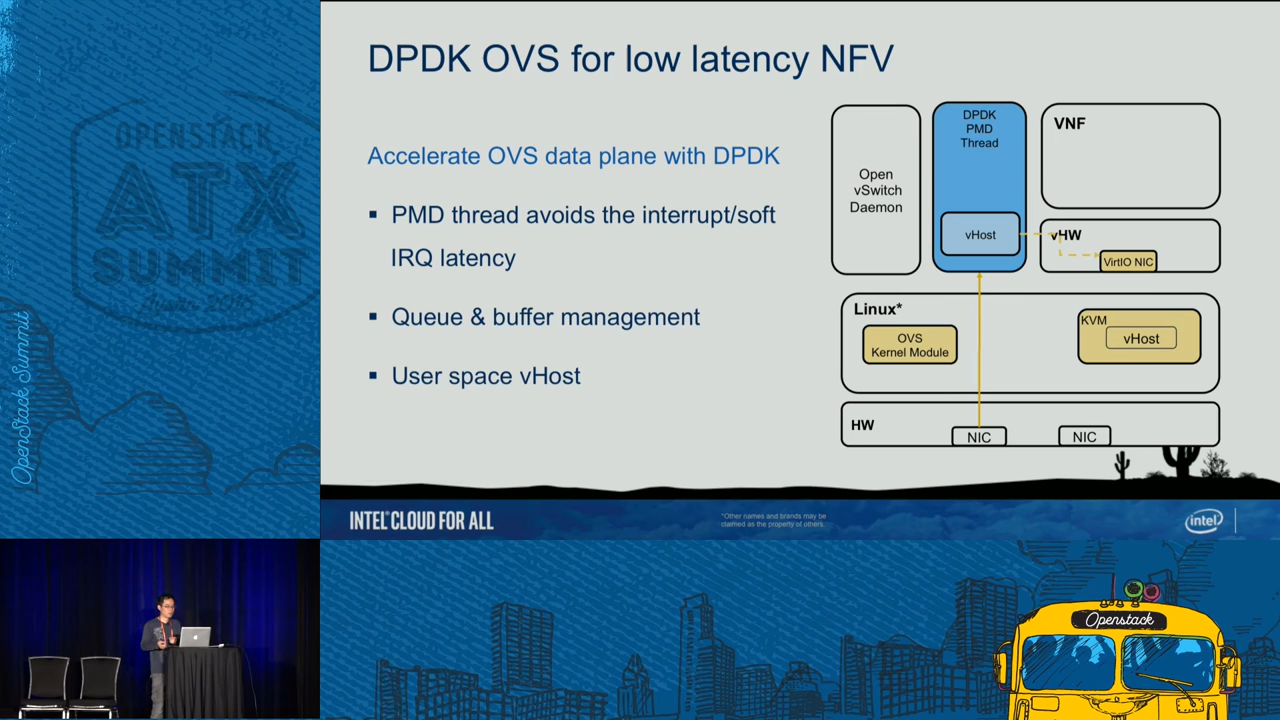 OPENSTACK
ATX
SUMMIT
Austin, 2016
OpenStack Summit
DPDK OVS for low latency NFV
Accelerate OVS data plane with DPDK
▪ PMD thread avoids the interrupt/soft
IRQ latency
▪ Queue & buffer management
▪ User space vHost
Open
vSwitch
Daemon
DPDK
PMD
Thread
vHost
VNF
vHW
VirtIO NIC
Linux*
OVS
Kernel Module
KVM
vHost
HW
NIC
NIC
INTEL® CLOUD FOR ALL
*Other names and brands may be
claimed as the property of others.
intel
Openstack